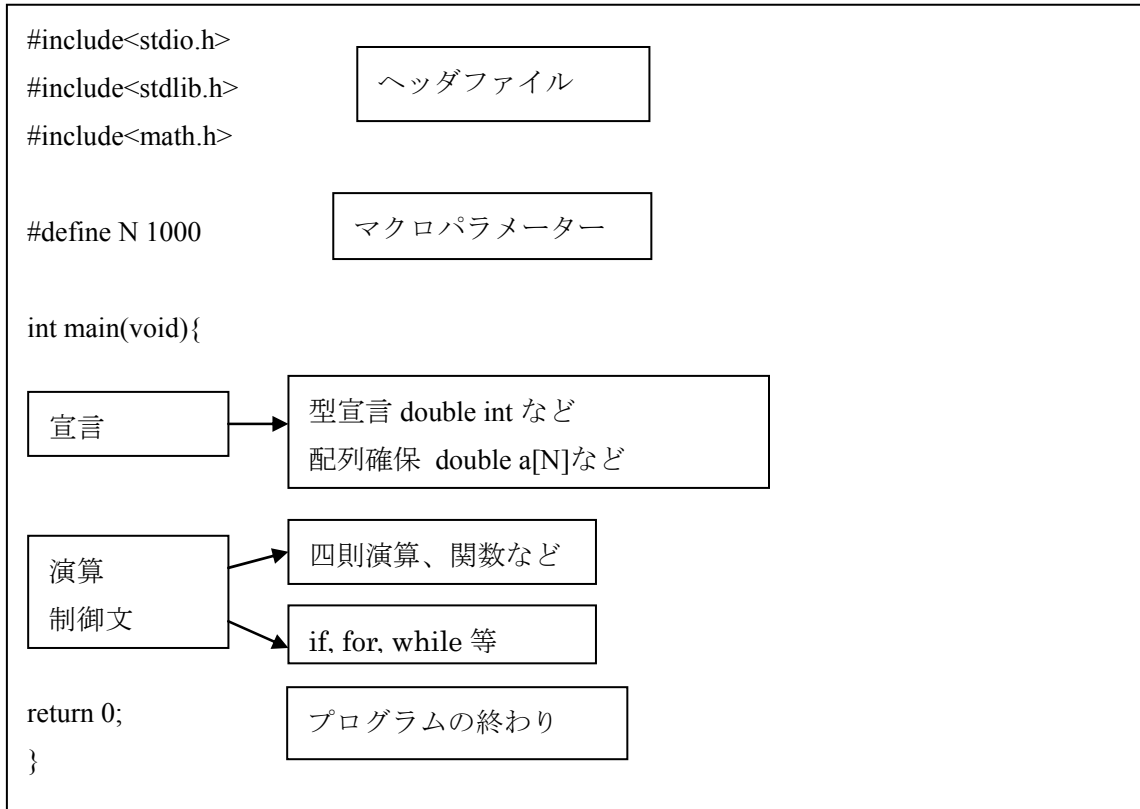 #include<stdio.h>
#include<stdlib.h>
#include<math.h>
ヘッダファイル
#define N 1000
マクロパラメーター
int main(void){
宣言
型宣言 double int など
配列確保 double a[N]など
演算
制御文
四則演算、関数など
if, for, while 等
return 0;
プログラムの終わり
}